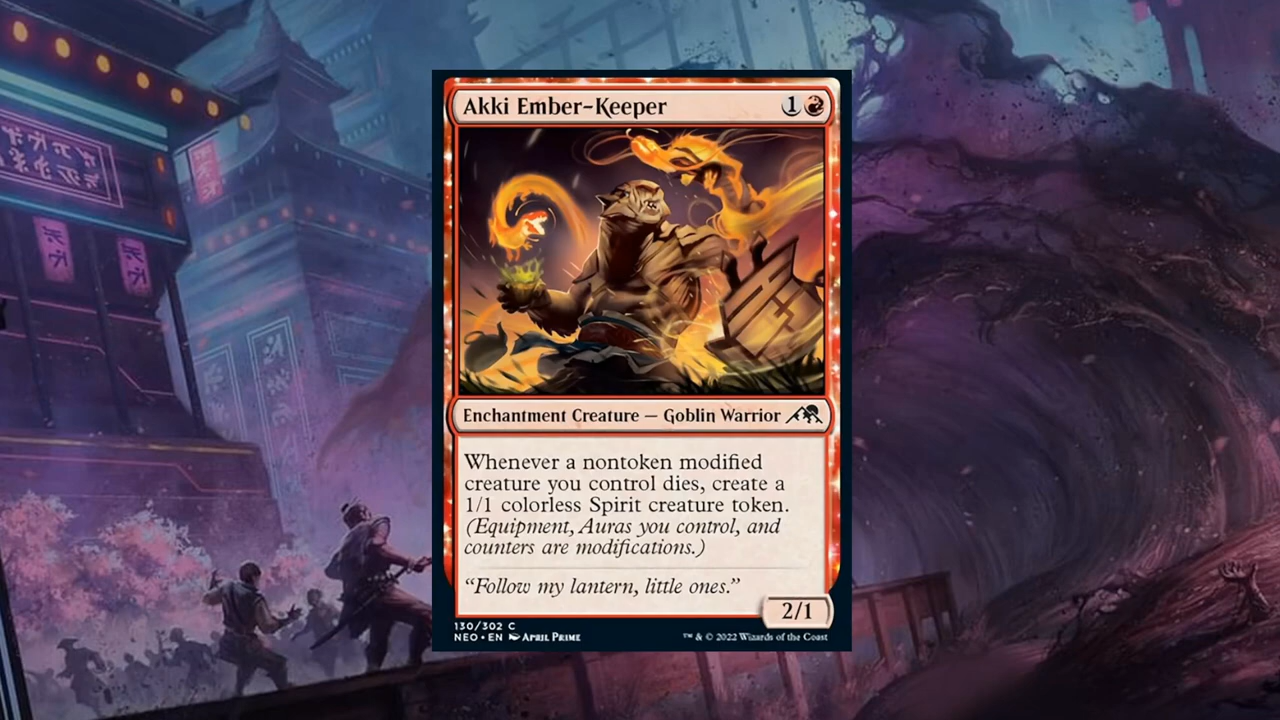 Akki Ember-Keeper 1
Enchantment Creature — Goblin Warrior
Whenever a nontoken modified
creature you control dies, create a
1/1 colorless Spirit creature token.
(Equipment, Auras you control, and
counters are modifications.)
“Follow my lantern, little ones.”
2/1
130/302 C
NEO • EN April Prime
™ & © 2022 Wizards of the Coast